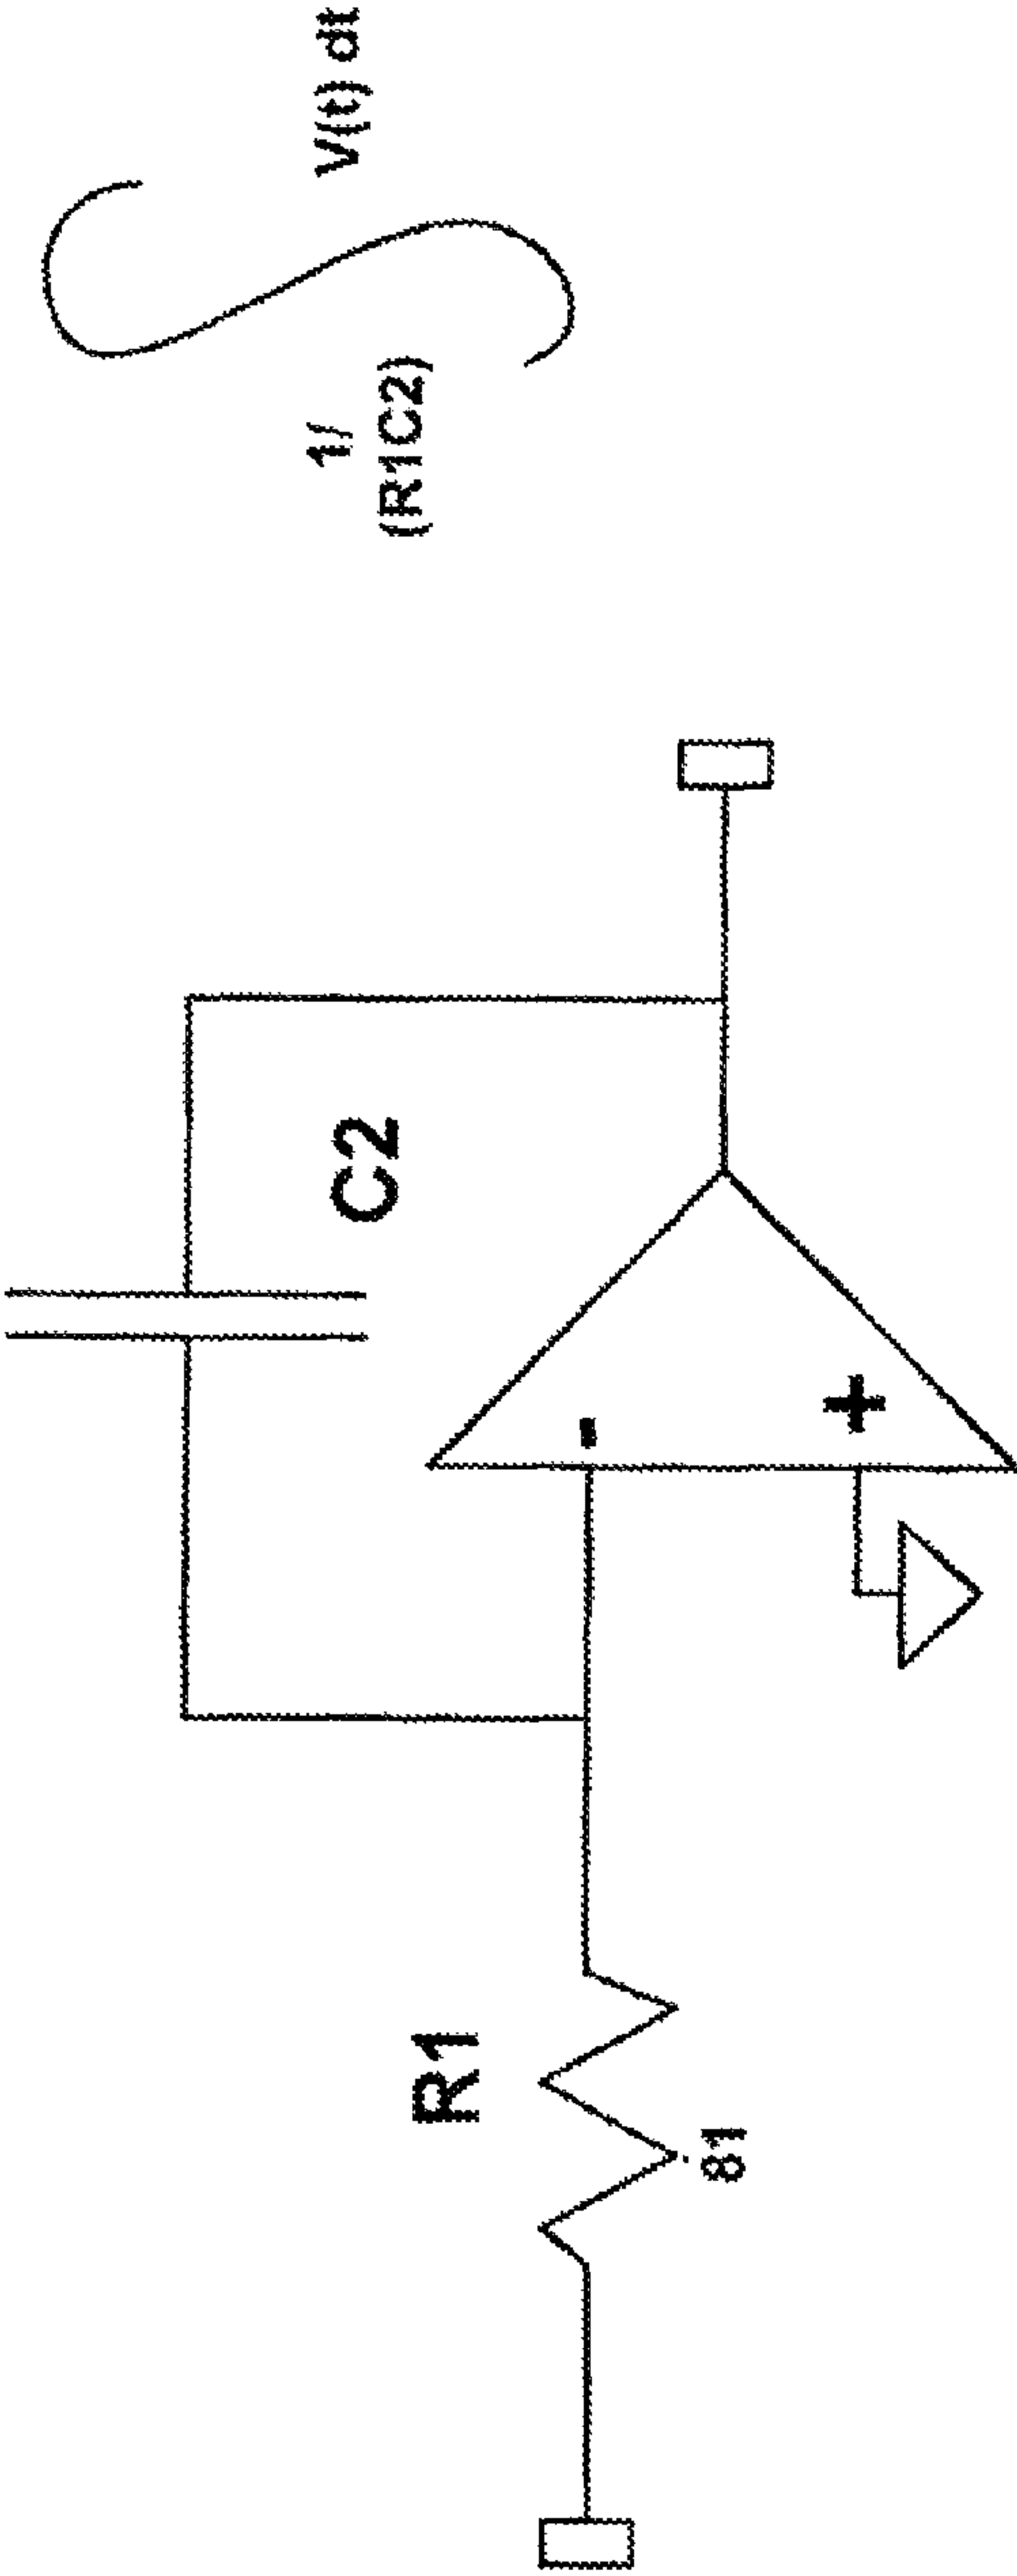 R1
81
C2
-
+
1/
(R1C2)
V(t) dt